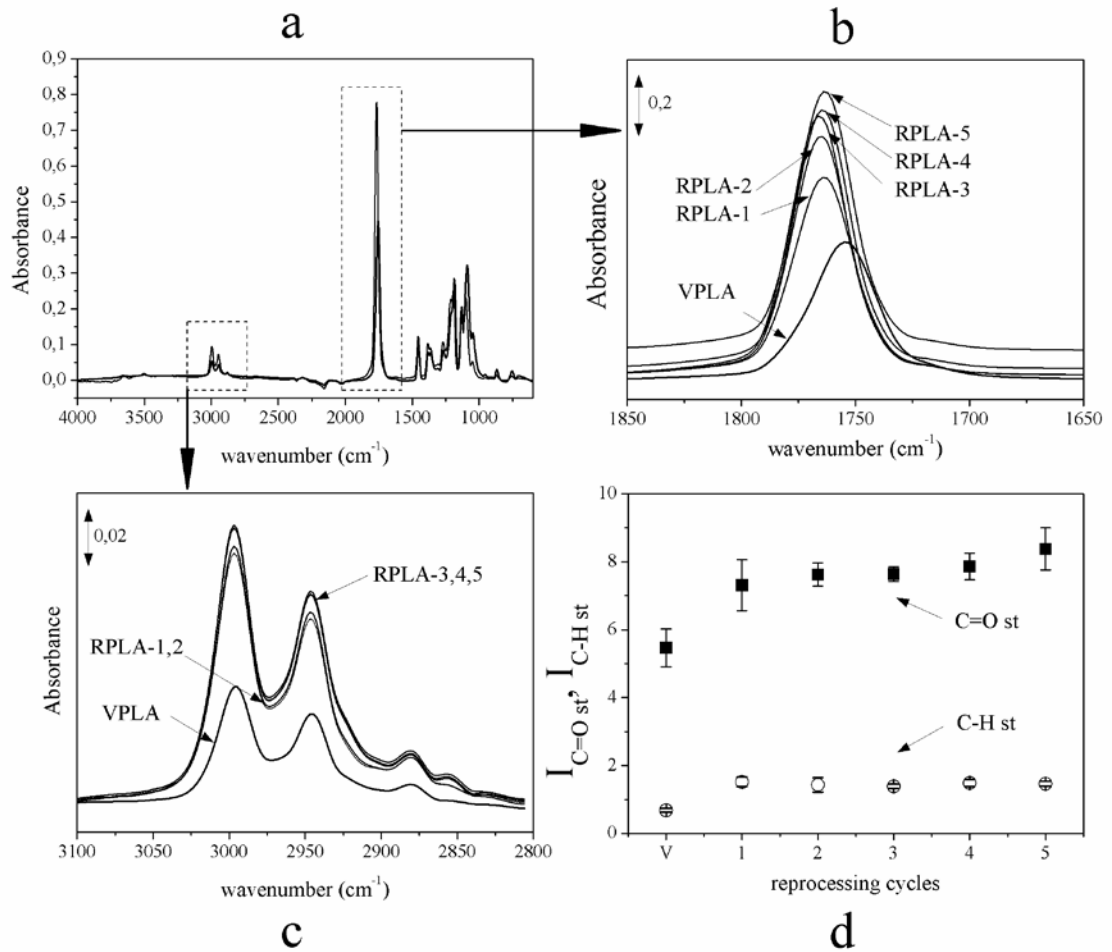 a
0,9
0,8
0,7
0,6
0,5
0,4
0,3
0,2
0,1
0,0
Absorbance
4000 3500 3000 2500 2000 1500 1000
wavenumber (cm⁻¹)
b
0,2
RPLA-5
RPLA-4
RPLA-3
RPLA-2
RPLA-1
VPLA
Absorbance
1850 1800 1750 1700 1650
wavenumber (cm⁻¹)
0,02
RPLA-3,4,5
RPLA-1,2
VPLA
Absorbance
3100 3050 3000 2950 2900 2850 2800
wavenumber (cm⁻¹)
c
10
8
6
4
2
0
I C=O st, I C-H st
C=O st
C-H st
V 1 2 3 4 5
reprocessing cycles
d